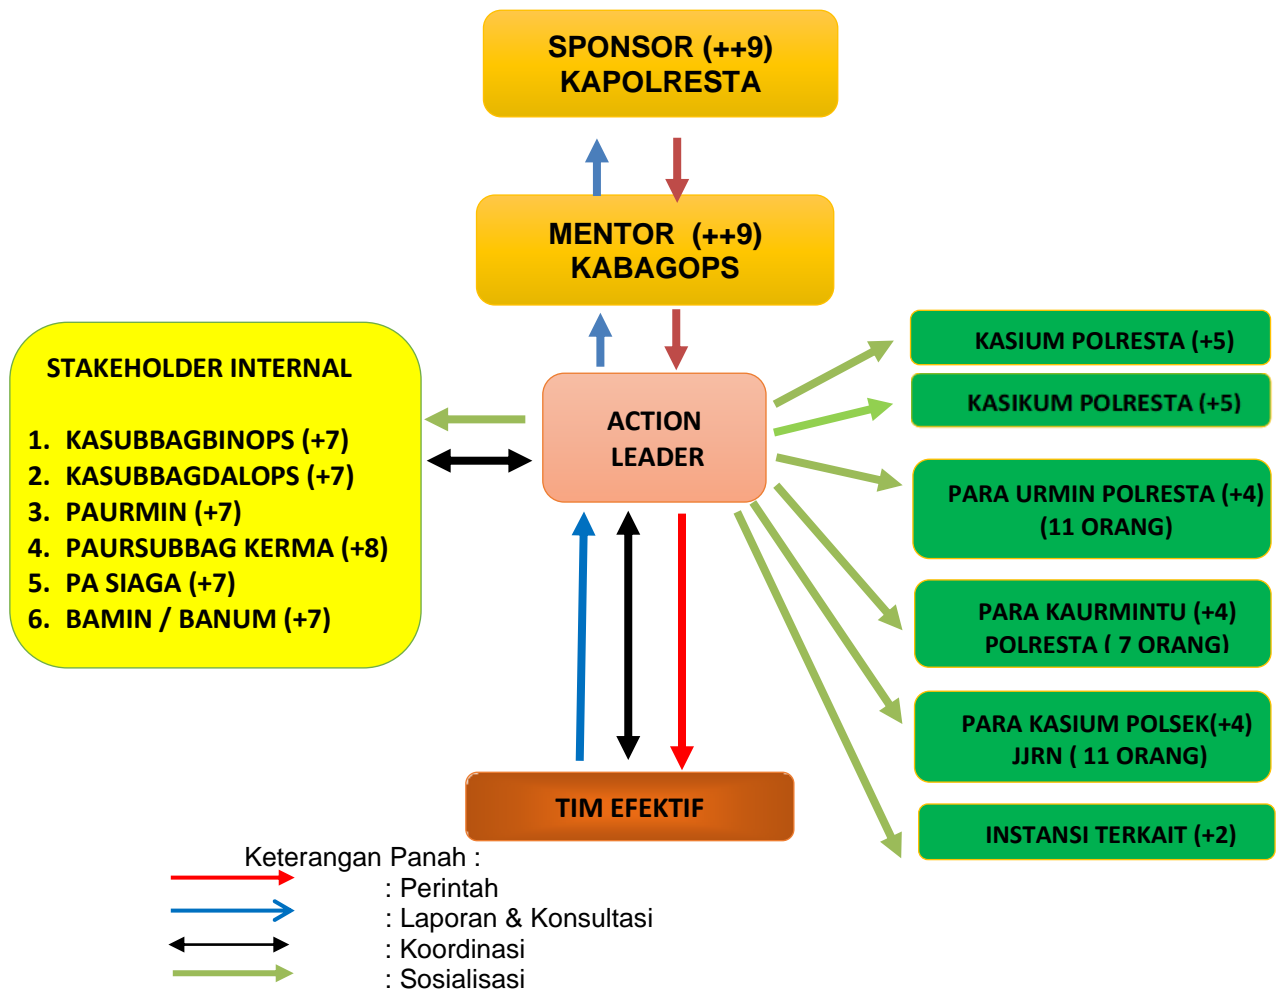 SPONSOR (++9)
KAPOLRESTA
MENTOR (++9)
KABAGOPS
STAKEHOLDER INTERNAL
1. KASUBBAGBINOPS (+7)
2. KASUBBAGDALOPS (+7)
3. PAURMIN (+7)
4. PAURSUBBAG KERMA (+8)
5. PA SIAGA (+7)
6. BAMIN / BANUM (+7)
ACTION
LEADER
KASIUM POLRESTA (+5)
KASIKUM POLRESTA (+5)
PARA URMIN POLRESTA (+4)
(11 ORANG)
PARA KAURMINTU (+4)
POLRESTA ( 7 ORANG)
PARA KASIUM POLSEK(+4)
JJRN ( 11 ORANG)
INSTANSI TERKAIT (+2)
TIM EFEKTIF
Keterangan Panah :
: Perintah
: Laporan & Konsultasi
: Koordinasi
: Sosialisasi